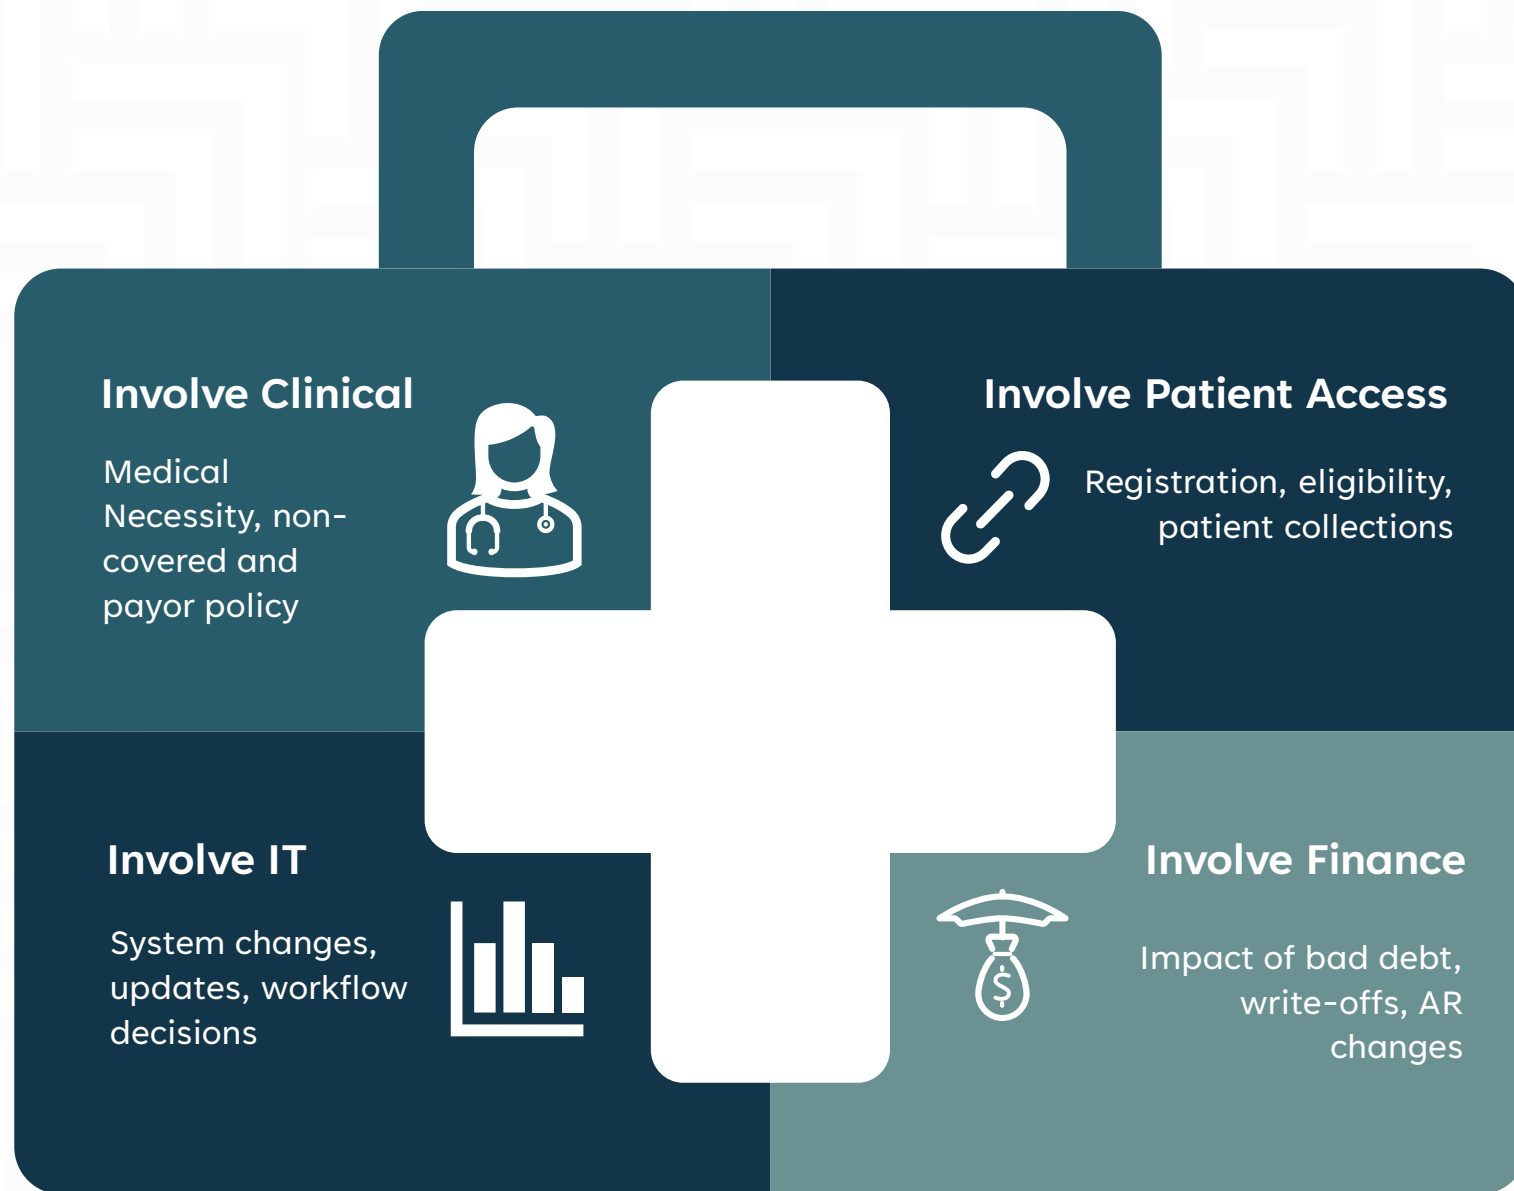 Involve Clinical
Medical
Necessity, non-
covered and
payor policy
Involve Patient Access
Registration, eligibility,
patient collections
Involve IT
System changes,
updates, workflow
decisions
Involve Finance
Impact of bad debt,
write-offs, AR
changes
$